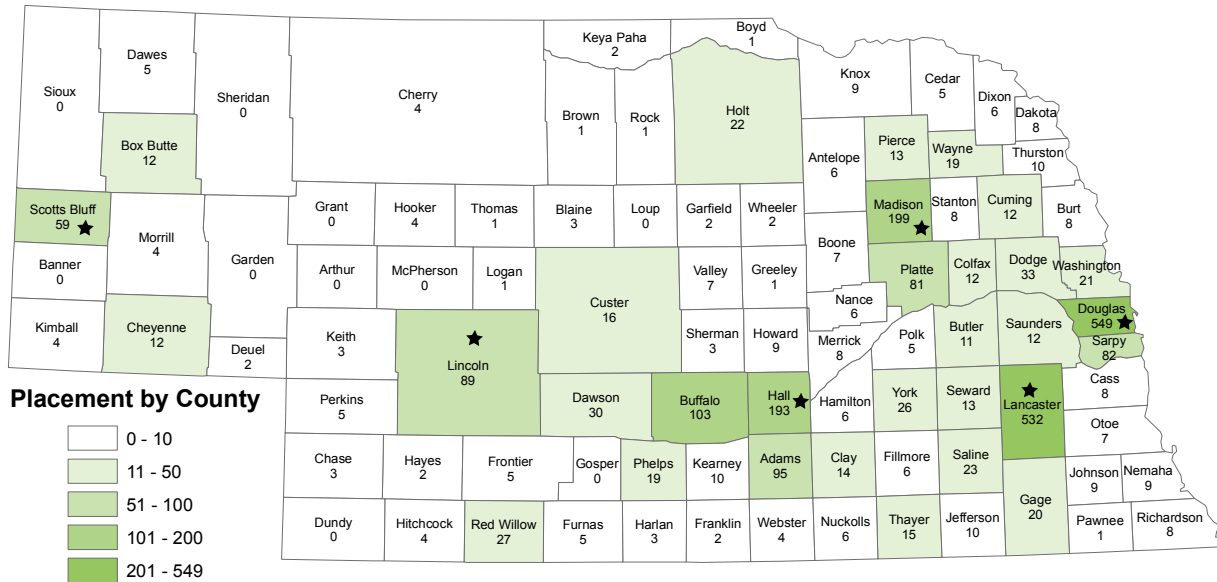 Boyd
1
Keya Paha
2
Dawes
5
Sioux
0
Sheridan
0
Cherry
4
Brown
1
Rock
1
Holt
22
Knox
9
Cedar
5
Dixon
6
Dakota
8
Box Butte
12
Antelope
6
Pierce
13
Wayne
19
Thurston
10
Scotts Bluff
59
Morrill
4
Garden
0
Grant
0
Hooker
4
Thomas
1
Blaine
3
Loup
0
Garfield
2
Wheeler
2
Boone
7
Madison
199
Stanton
8
Cuming
12
Burt
8
Banner
0
Arthur
0
McPherson
0
Logan
1
Custer
16
Valley
7
Greeley
1
Nance
6
Platte
81
Colfax
12
Dodge
33
Washington
21
Kimball
4
Cheyenne
12
Deuel
2
Keith
3
Lincoln
89
Sherman
3
Howard
9
Merrick
8
Polk
5
Butler
11
Saunders
12
Douglas
549
Sarpy
82
Perkins
5
Dawson
30
Buffalo
103
Hall
193
Hamilton
6
York
26
Seward
13
Lancaster
532
Cass
8
Otoe
7
Chase
3
Hayes
2
Frontier
5
Gosper
0
Phelps
19
Kearney
10
Adams
95
Clay
14
Fillmore
6
Saline
23
Gage
20
Johnson
9
Nemaha
9
Dundy
0
Hitchcock
4
Red Willow
27
Furnas
5
Harlan
3
Franklin
2
Webster
4
Nuckolls
6
Thayer
15
Jefferson
10
Pawnee
1
Richardson
8
Placement by County
0 - 10
11 - 50
51 - 100
101 - 200
201 - 549